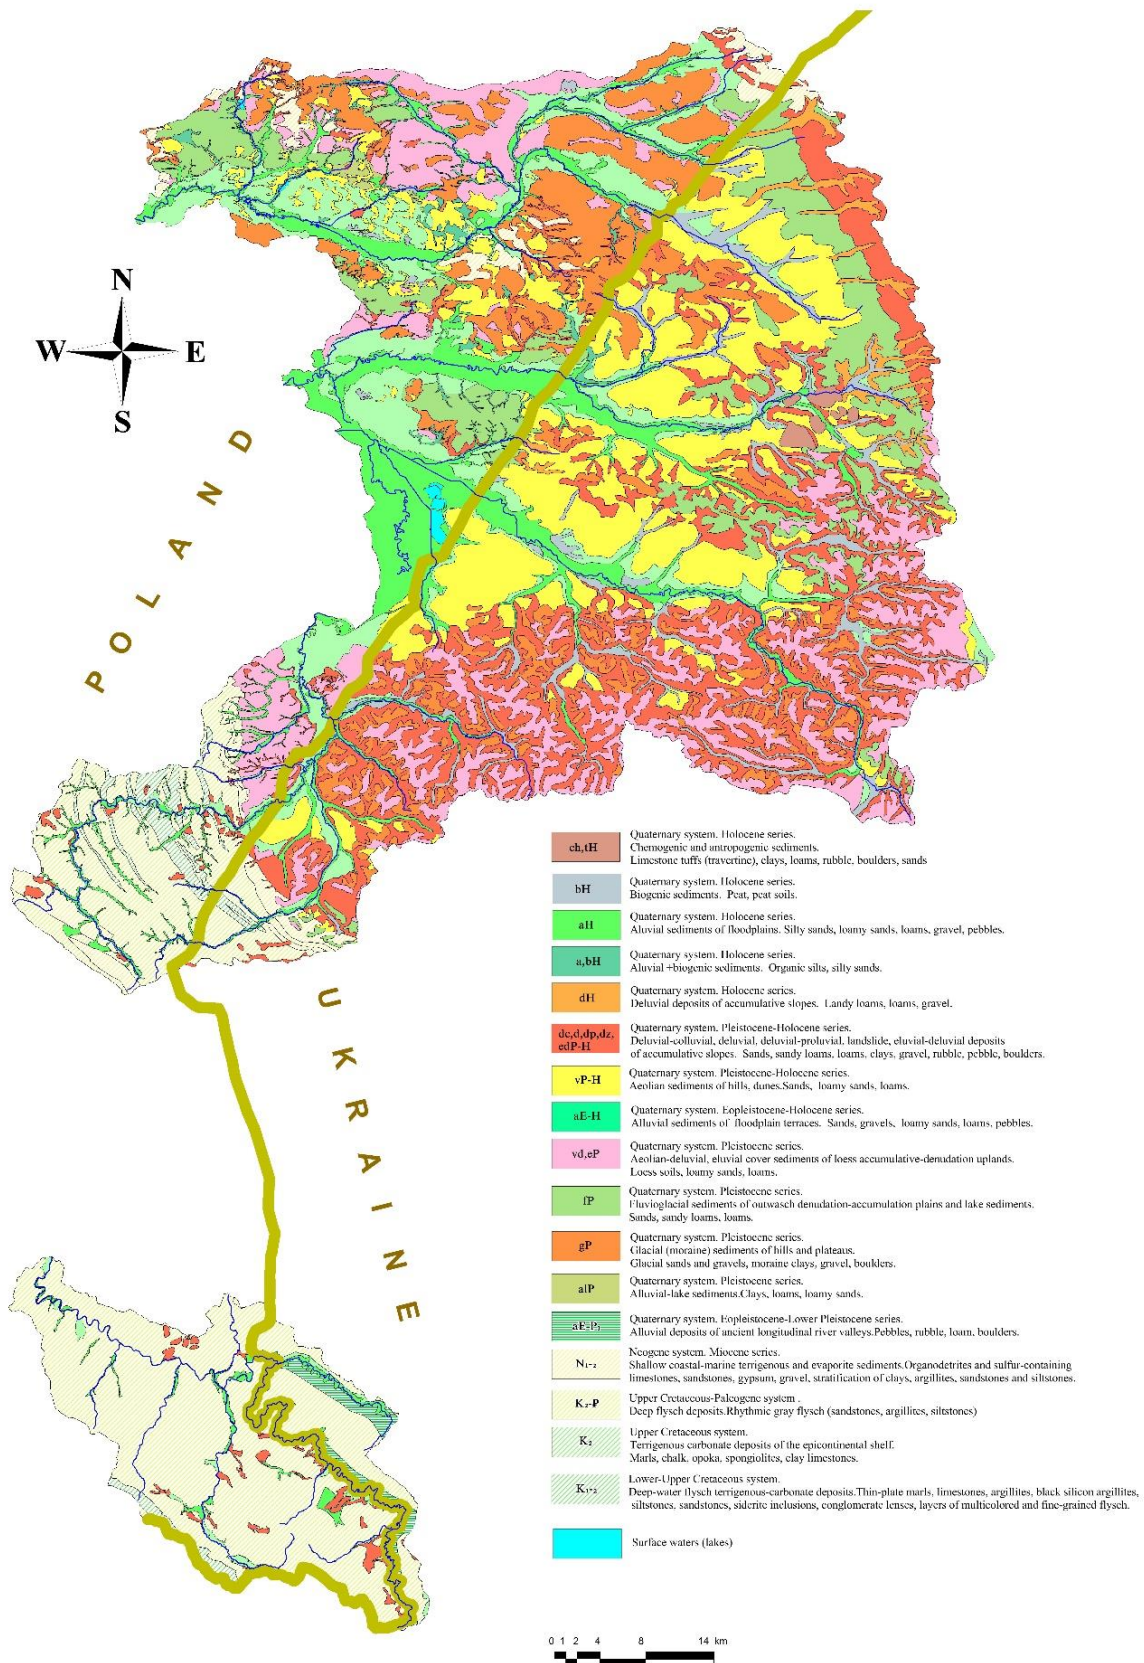 N
W E
S
POLAND
UKRAINE
ch,tH
Quaternary system. Holocene series.
Chemogenic and antropogenic sediments.
Limestone tuffs (travertine), clays, loams, rubble, boulders, sands
bH
Quaternary system. Holocene series.
Biogenic sediments. Peat, peat soils.
aH
Quaternary system. Holocene series.
Aluvial sediments of floodplains. Silty sands, loamy sands, loams, gravel, pebbles.
a,bH
Quaternary system. Holocene series.
Aluvial +biogenic sediments. Organic silts, silty sands.
dH
Quaternary system. Holocene series.
Deluvial deposits of accumulative slopes. Landy loams, loams, gravel.
dc,d,dp,dz,
edP-H
Quaternary system. Pleistocene-Holocene series.
Deluvial-colluvial, deluvial, deluvial-proluvial, landslide, eluvial-deluvial deposits
of accumulative slopes. Sands, sandy loams, loams, clays, gravel, rubble, pebble, boulders.
vP-H
Quaternary system. Pleistocene-Holocene series.
Aeolian sediments of hills, dunes.Sands, loamy sands, loams.
aE-H
Quaternary system. Eopleistocene-Holocene series.
Alluvial sediments of floodplain terraces. Sands, gravels, loamy sands, loams, pebbles.
vd,eP
Quaternary system. Pleistocene series.
Aeolian-deluvial, eluvial cover sediments of loess accumulative-denudation uplands.
Loess soils, loamy sands, loams.
fP
Quaternary system. Pleistocene series.
Fluvioglacial sediments of outwasch denudation-accumulation plains and lake sediments.
Sands, sandy loams, loams.
gP
Quaternary system. Pleistocene series.
Glacial (moraine) sediments of hills and plateaus.
Glacial sands and gravels, moraine clays, gravel, boulders.
alP
Quaternary system. Pleistocene series.
Alluvial-lake sediments.Clays, loams, loamy sands.
aE-P₁
Quaternary system. Eopleistocene-Lower Pleistocene series.
Alluvial deposits of ancient longitudinal river valleys.Pebbles, rubble, loam, boulders.
N₁-₂
Neogene system. Miocene series.
Shallow coastal-marine terrigenous and evaporite sediments.Organodetrites and sulfur-containing
limestones, sandstones, gypsum, gravel, stratification of clays, argillites, sandstones and siltstones.
K₂-P
Upper Cretaceous-Paleogene system .
Deep flysch deposits.Rhythmic gray flysch (sandstones, argillites, siltstones)
K₂
Upper Cretaceous system.
Terrigenous carbonate deposits of the epicontinental shelf.
Marls, chalk, opoka, spongiolites, clay limestones.
K₁-₂
Lower-Upper Cretaceous system.
Deep-water flysch terrigenous-carbonate deposits.Thin-plate marls, limestones, argillites, black silicon argillites,
siltstones, sandstones, siderite inclusions, conglomerate lenses, layers of multicolored and fine-grained flysch.
Surface waters (lakes)
0 1 2 4 8 14 km